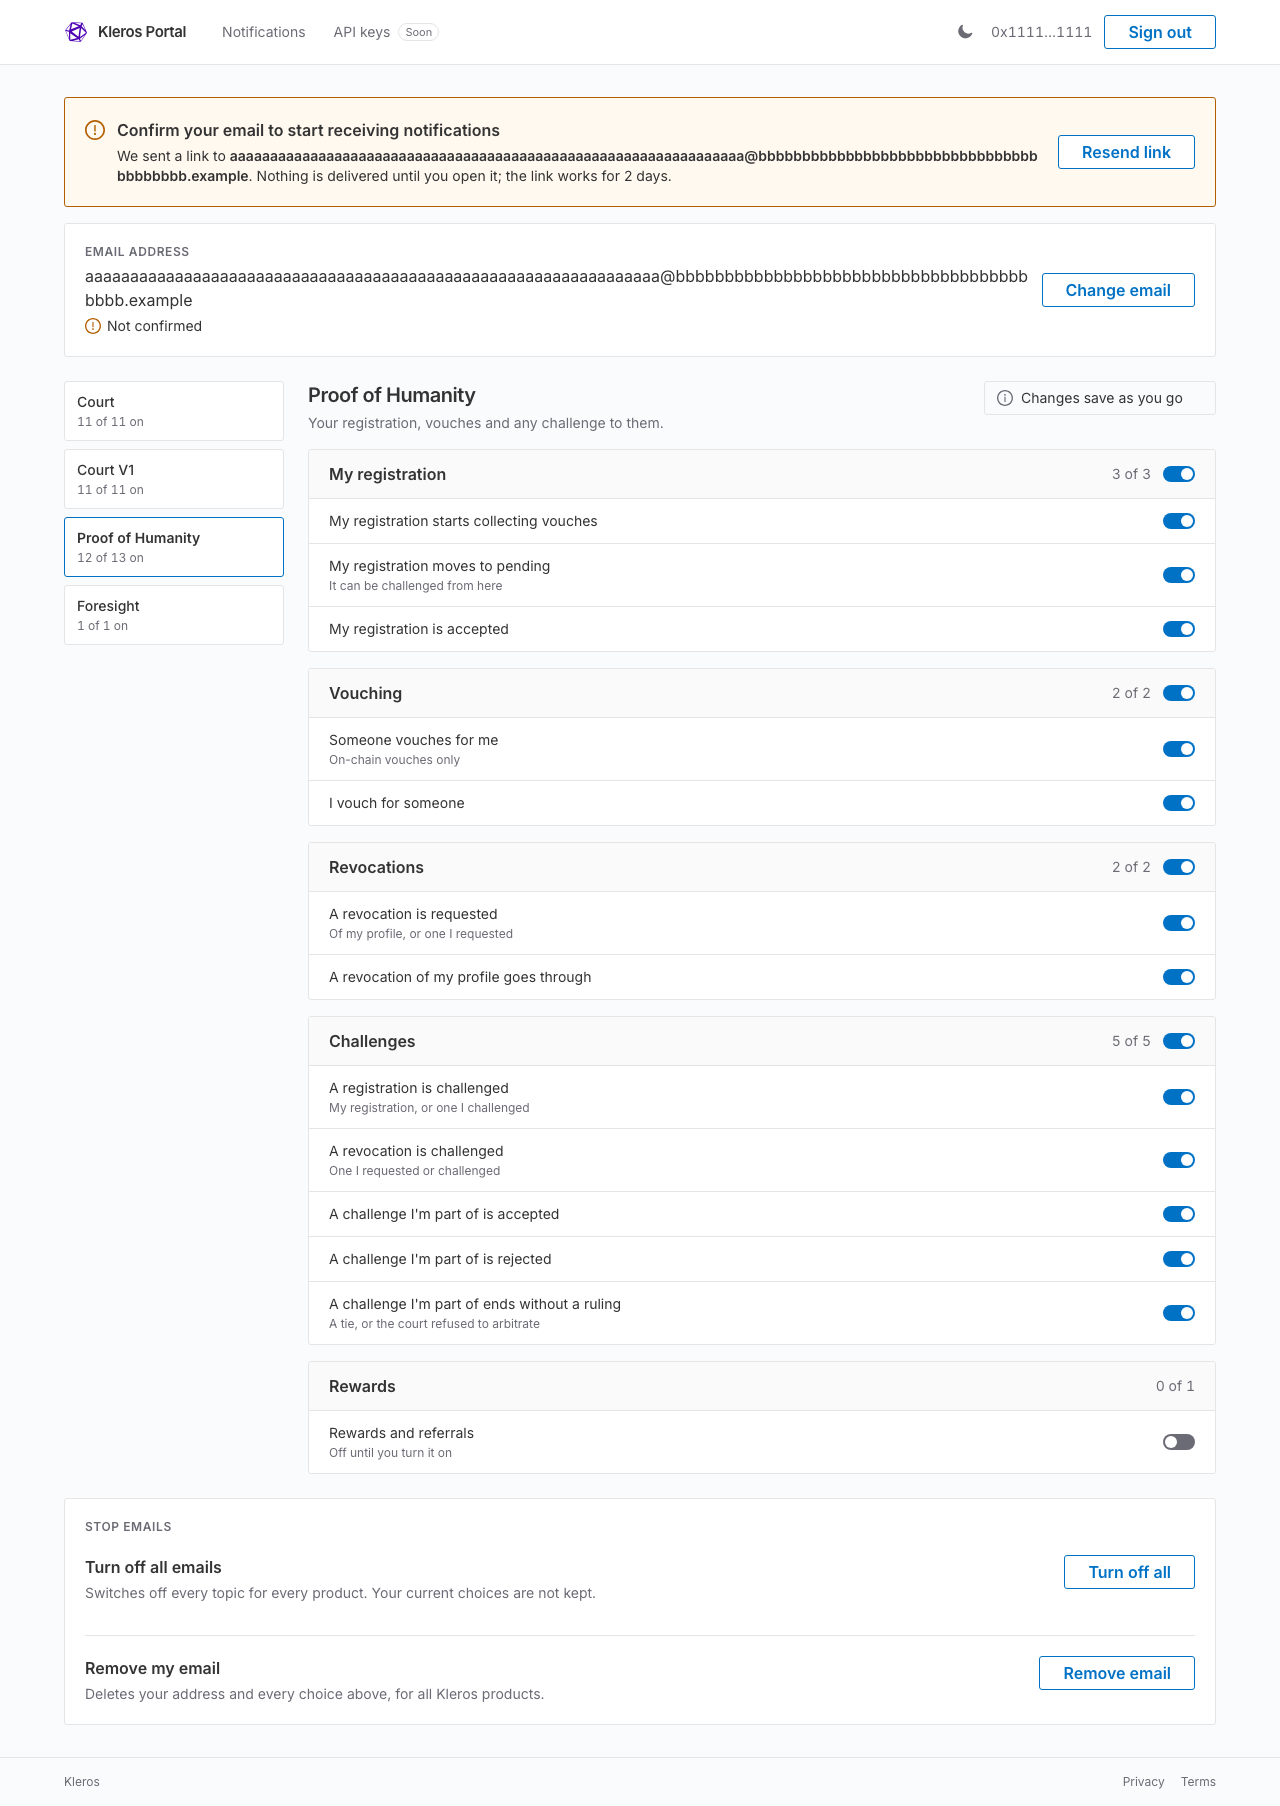 Kleros Portal
Notifications
API keys
Soon
0x1111...1111
Sign out
Confirm your email to start receiving notifications
We sent a link to aaaaaaaaaaaaaaaaaaaaaaaaaaaaaaaaaaaaaaaaaaaaaaaaaaaaaaaaaaaaaaaa@bbbbbbbbbbbbbbbbbbbbbbbbbbbbbbbb
bbbbbbbb.example. Nothing is delivered until you open it; the link works for 2 days.
Resend link
EMAIL ADDRESS
aaaaaaaaaaaaaaaaaaaaaaaaaaaaaaaaaaaaaaaaaaaaaaaaaaaaaaaaaaaaaaaa@bbbbbbbbbbbbbbbbbbbbbbbbbbbbbbbbbbbb
bbbb.example
Not confirmed
Change email
Court
11 of 11 on
Court V1
11 of 11 on
Proof of Humanity
12 of 13 on
Foresight
1 of 1 on
Proof of Humanity
Your registration, vouches and any challenge to them.
Changes save as you go
My registration
3 of 3
My registration starts collecting vouches
My registration moves to pending
It can be challenged from here
My registration is accepted
Vouching
2 of 2
Someone vouches for me
On-chain vouches only
I vouch for someone
Revocations
2 of 2
A revocation is requested
Of my profile, or one I requested
A revocation of my profile goes through
Challenges
5 of 5
A registration is challenged
My registration, or one I challenged
A revocation is challenged
One I requested or challenged
A challenge I'm part of is accepted
A challenge I'm part of is rejected
A challenge I'm part of ends without a ruling
A tie, or the court refused to arbitrate
Rewards
0 of 1
Rewards and referrals
Off until you turn it on
STOP EMAILS
Turn off all emails
Switches off every topic for every product. Your current choices are not kept.
Turn off all
Remove my email
Deletes your address and every choice above, for all Kleros products.
Remove email
Kleros
Privacy
Terms